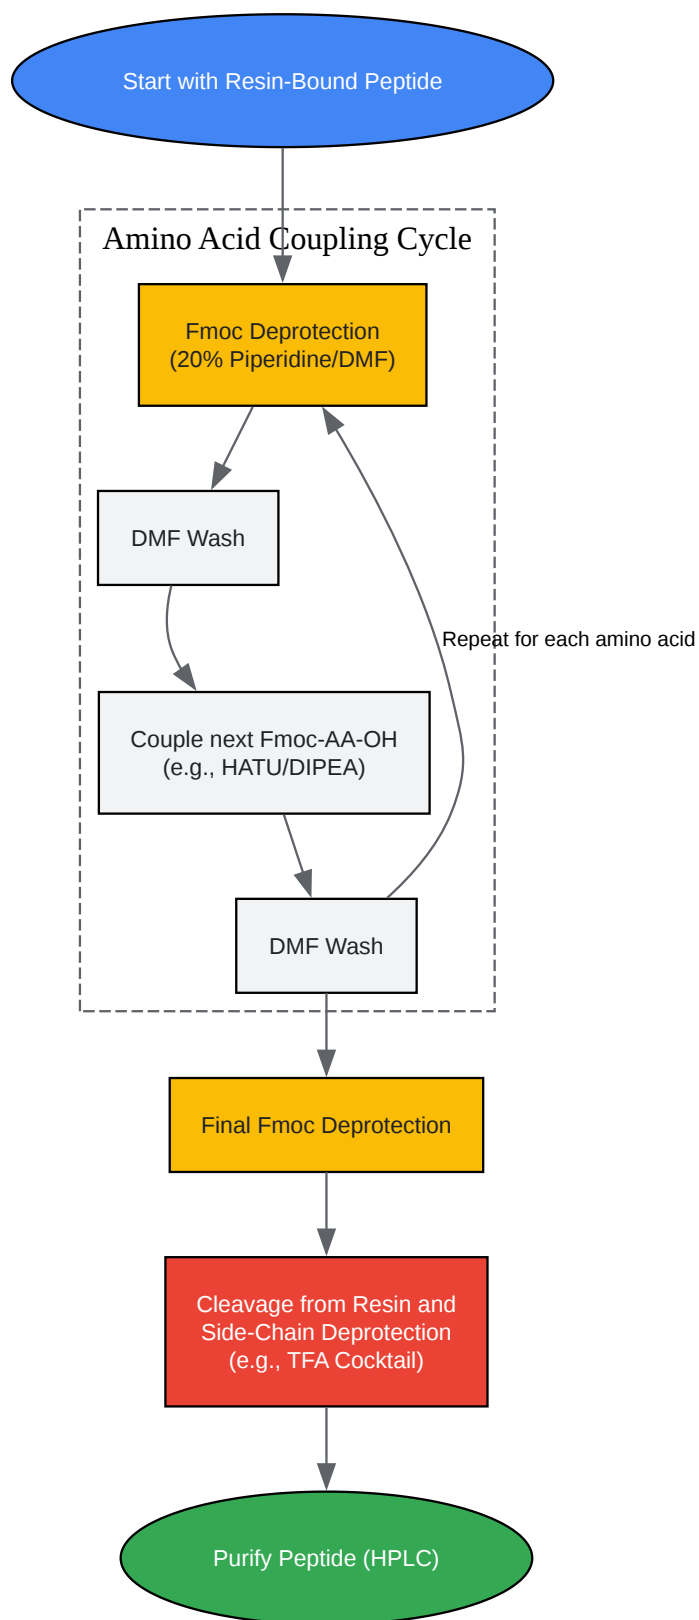 Start with Resin-Bound Peptide
Amino Acid Coupling Cycle
Fmoc Deprotection
(20% Piperidine/DMF)
DMF Wash
Repeat for each amino acid
Couple next Fmoc-AA-OH
(e.g., HATU/DIPEA)
DMF Wash
Final Fmoc Deprotection
Cleavage from Resin and
Side-Chain Deprotection
(e.g., TFA Cocktail)
Purify Peptide (HPLC)